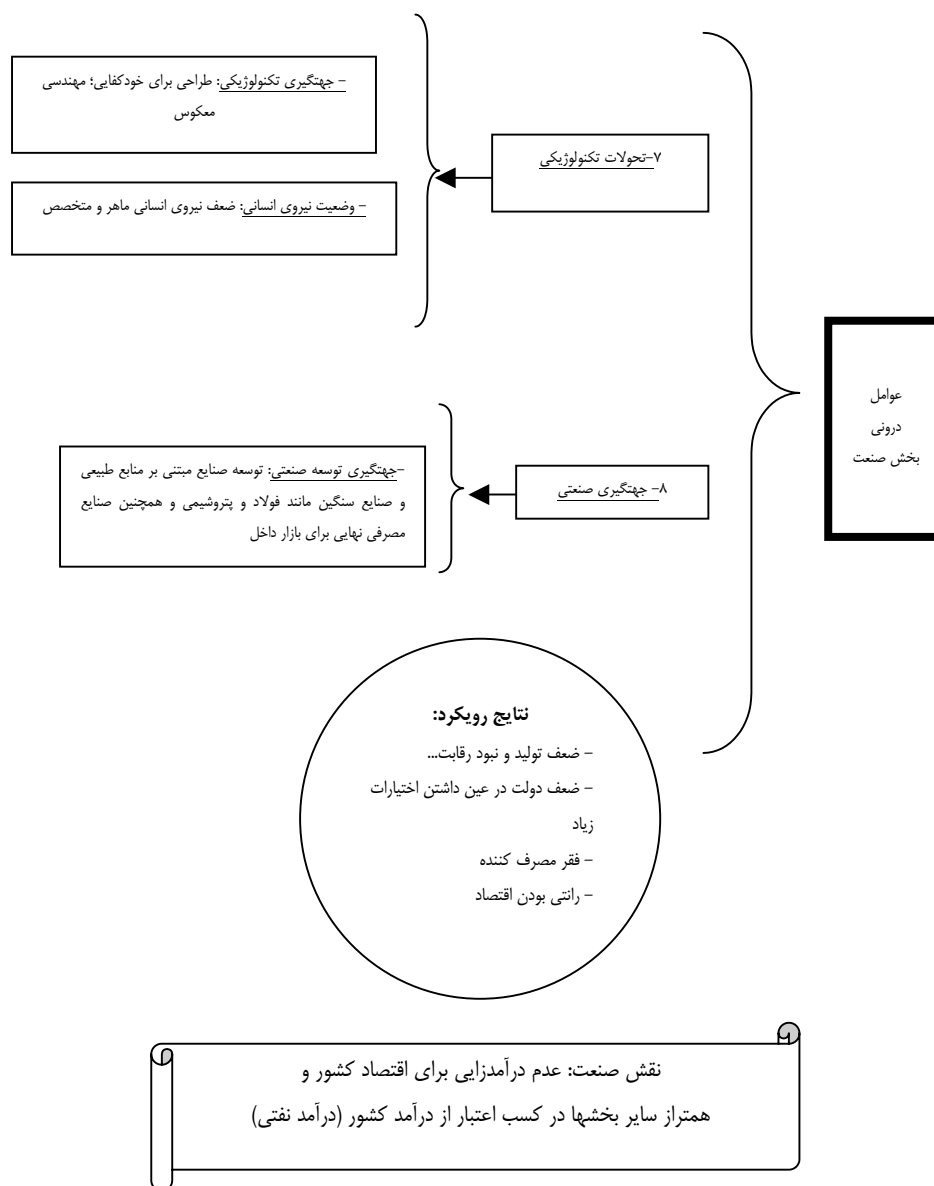 عوامل
درونی
بخش صنعت
۷-تحولات تکنولوژیکی
- جهتگیری تکنولوژیکی: طراحی برای خودکفایی؛ مهندسی
معکوس
- وضعیت نیروی انسانی: ضعف نیروی انسانی ماهر و متخصص
۸- جهتگیری صنعتی
-جهتگیری توسعه صنعتی: توسعه صنایع مبتنی بر منابع طبیعی
و صنایع سنگین مانند فولاد و پتروشیمی و همچنین صنایع
مصرفی نهایی برای بازار داخل
نتایج رویکرد:
- ضعف تولید و نبود رقابت...
- ضعف دولت در عین داشتن اختیارات
زیاد
- فقر مصرف کننده
- رانتی بودن اقتصاد
نقش صنعت: عدم درآمدزایی برای اقتصاد کشور و
همتراز سایر بخشها در کسب اعتبار از درآمد کشور (درآمد نفتی)